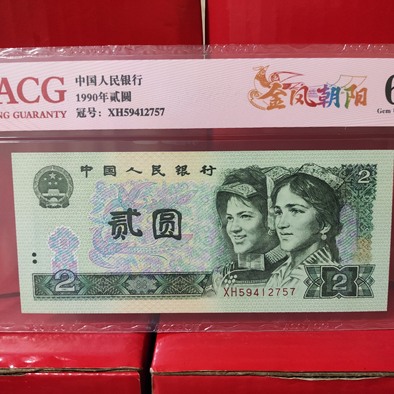 ACG
NG GUARANTY
中国人民银行
1990年贰圆
冠号：XH59412757
金凤朝阳
6
Gem
中国人民银行
贰圆
2
2
2
XH59412757